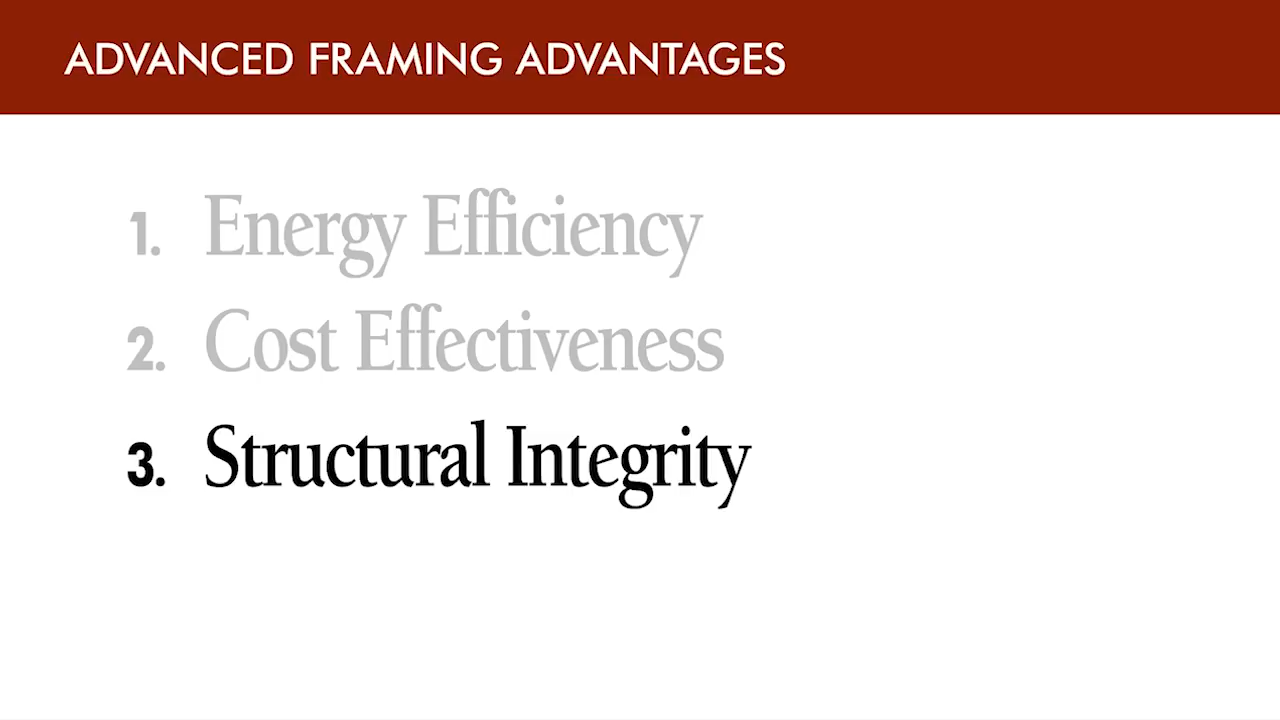 ADVANCED FRAMING ADVANTAGES
1. Energy Efficiency
2. Cost Effectiveness
3. Structural Integrity